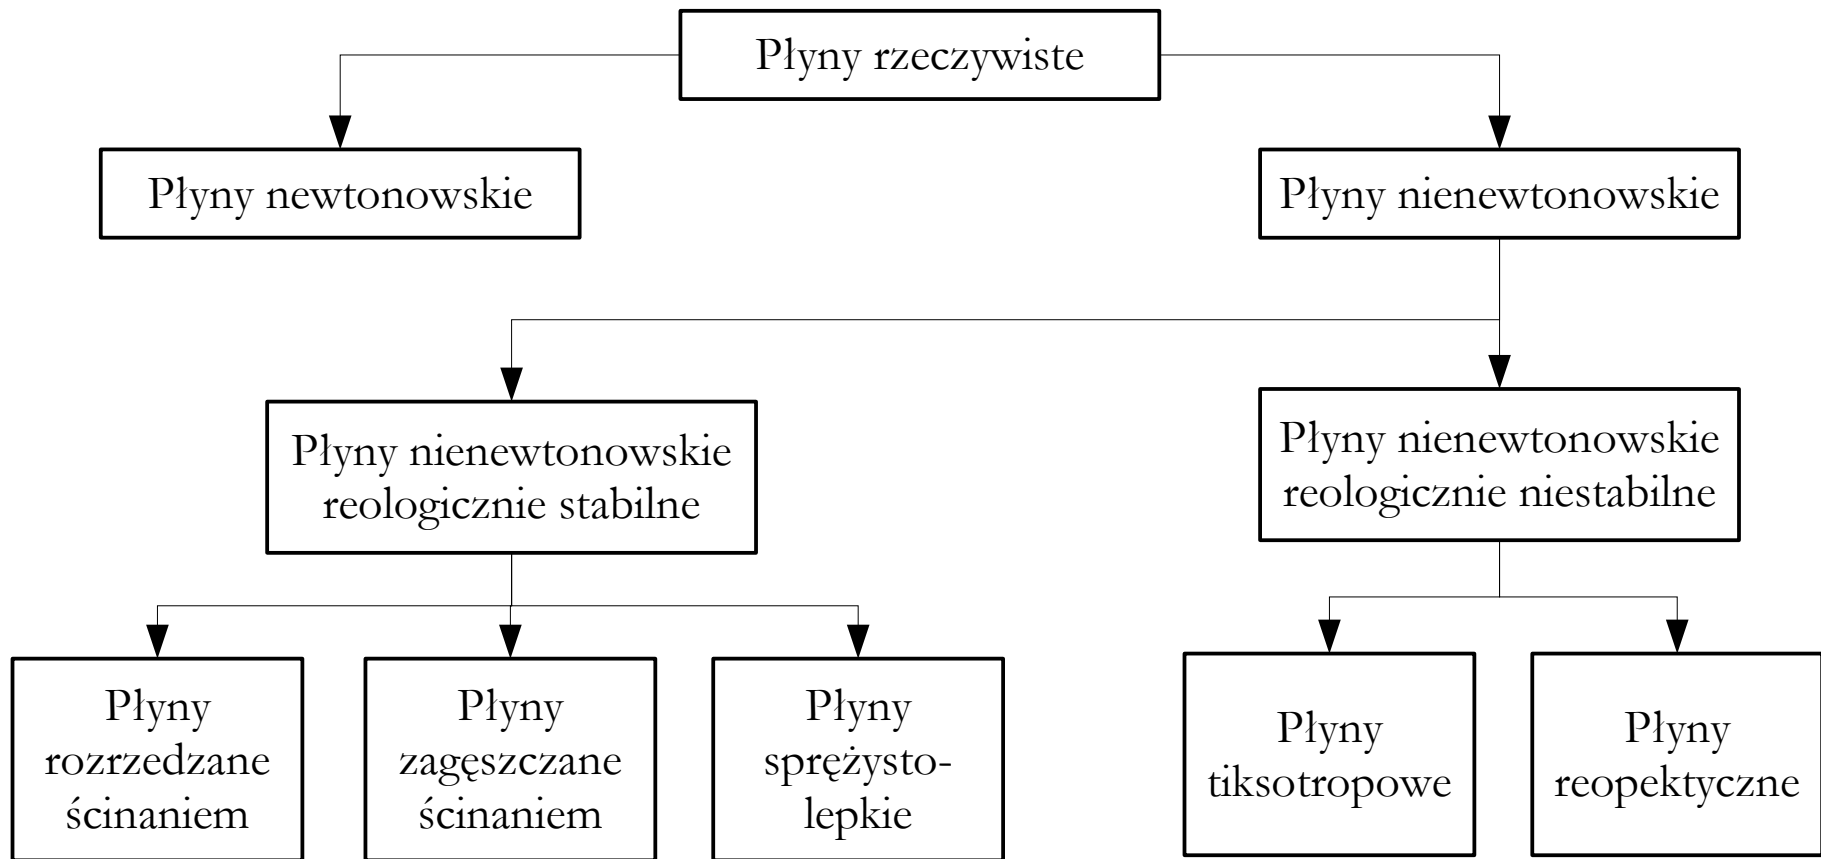 Płyny rzeczywiste
Płyny newtonowskie
Płyny nienewtonowskie
Płyny nienewtonowskie
reologicznie stabilne
Płyny nienewtonowskie
reologicznie niestabilne
Płyny
rozrzedzane
ścinaniem
Płyny
zagęszczane
ścinaniem
Płyny
sprężysto-
lepkie
Płyny
tiksotropowe
Płyny
reopektyczne